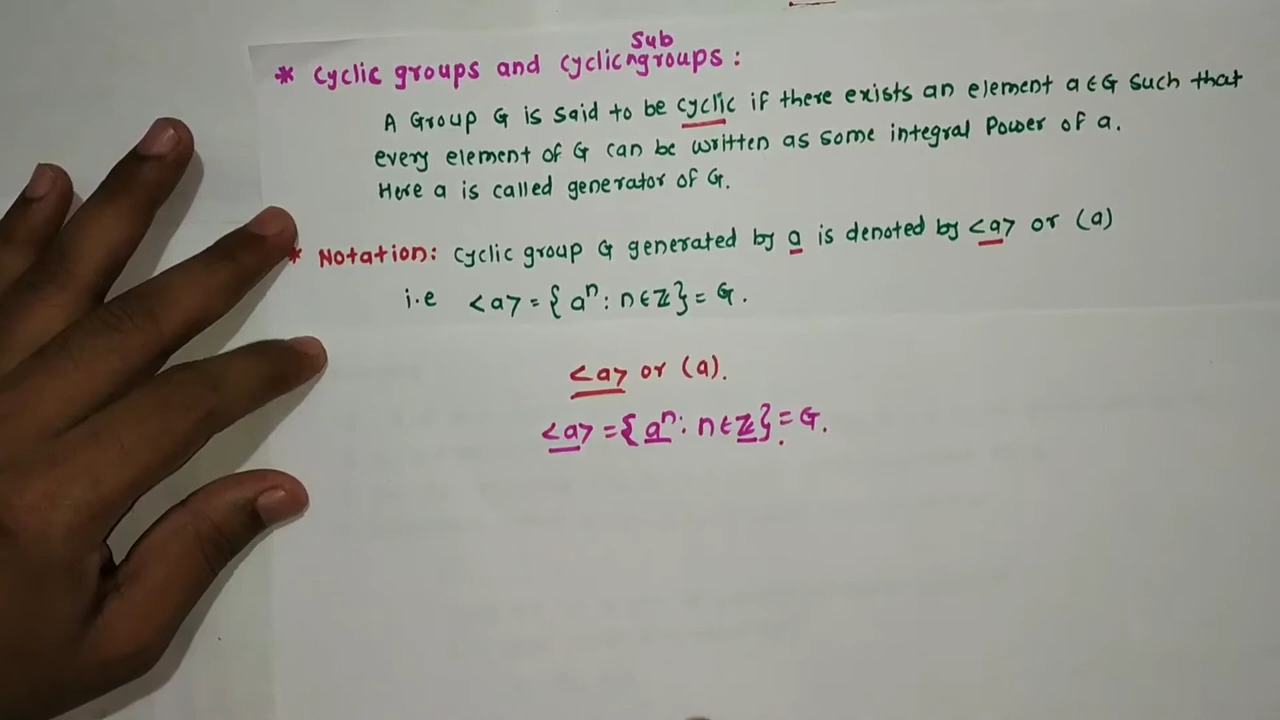 * Cyclic groups and cyclic^subgroups :
A Group G is said to be cyclic if there exists an element a ∈ G such that
every element of G can be written as some integral Power of a.
Here a is called generator of G.
* Notation: cyclic group G generated by a is denoted by <a> or (a)
i.e <a> = { aⁿ : n ∈ ℤ } = G.
<a> or (a).
<a> = { aⁿ : n ∈ ℤ } = G.